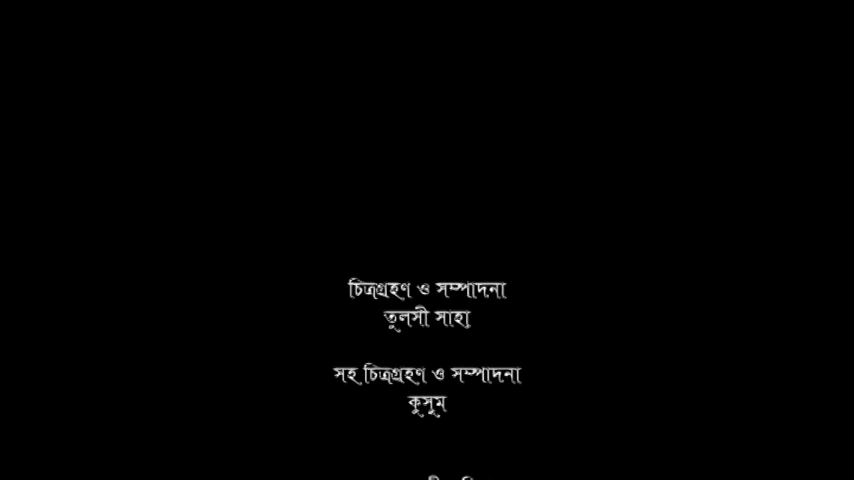 চিত্রগ্রহণ ও সম্পাদনা
তুলসী সাহা
সহ চিত্রগ্রহণ ও সম্পাদনা
কুসুম